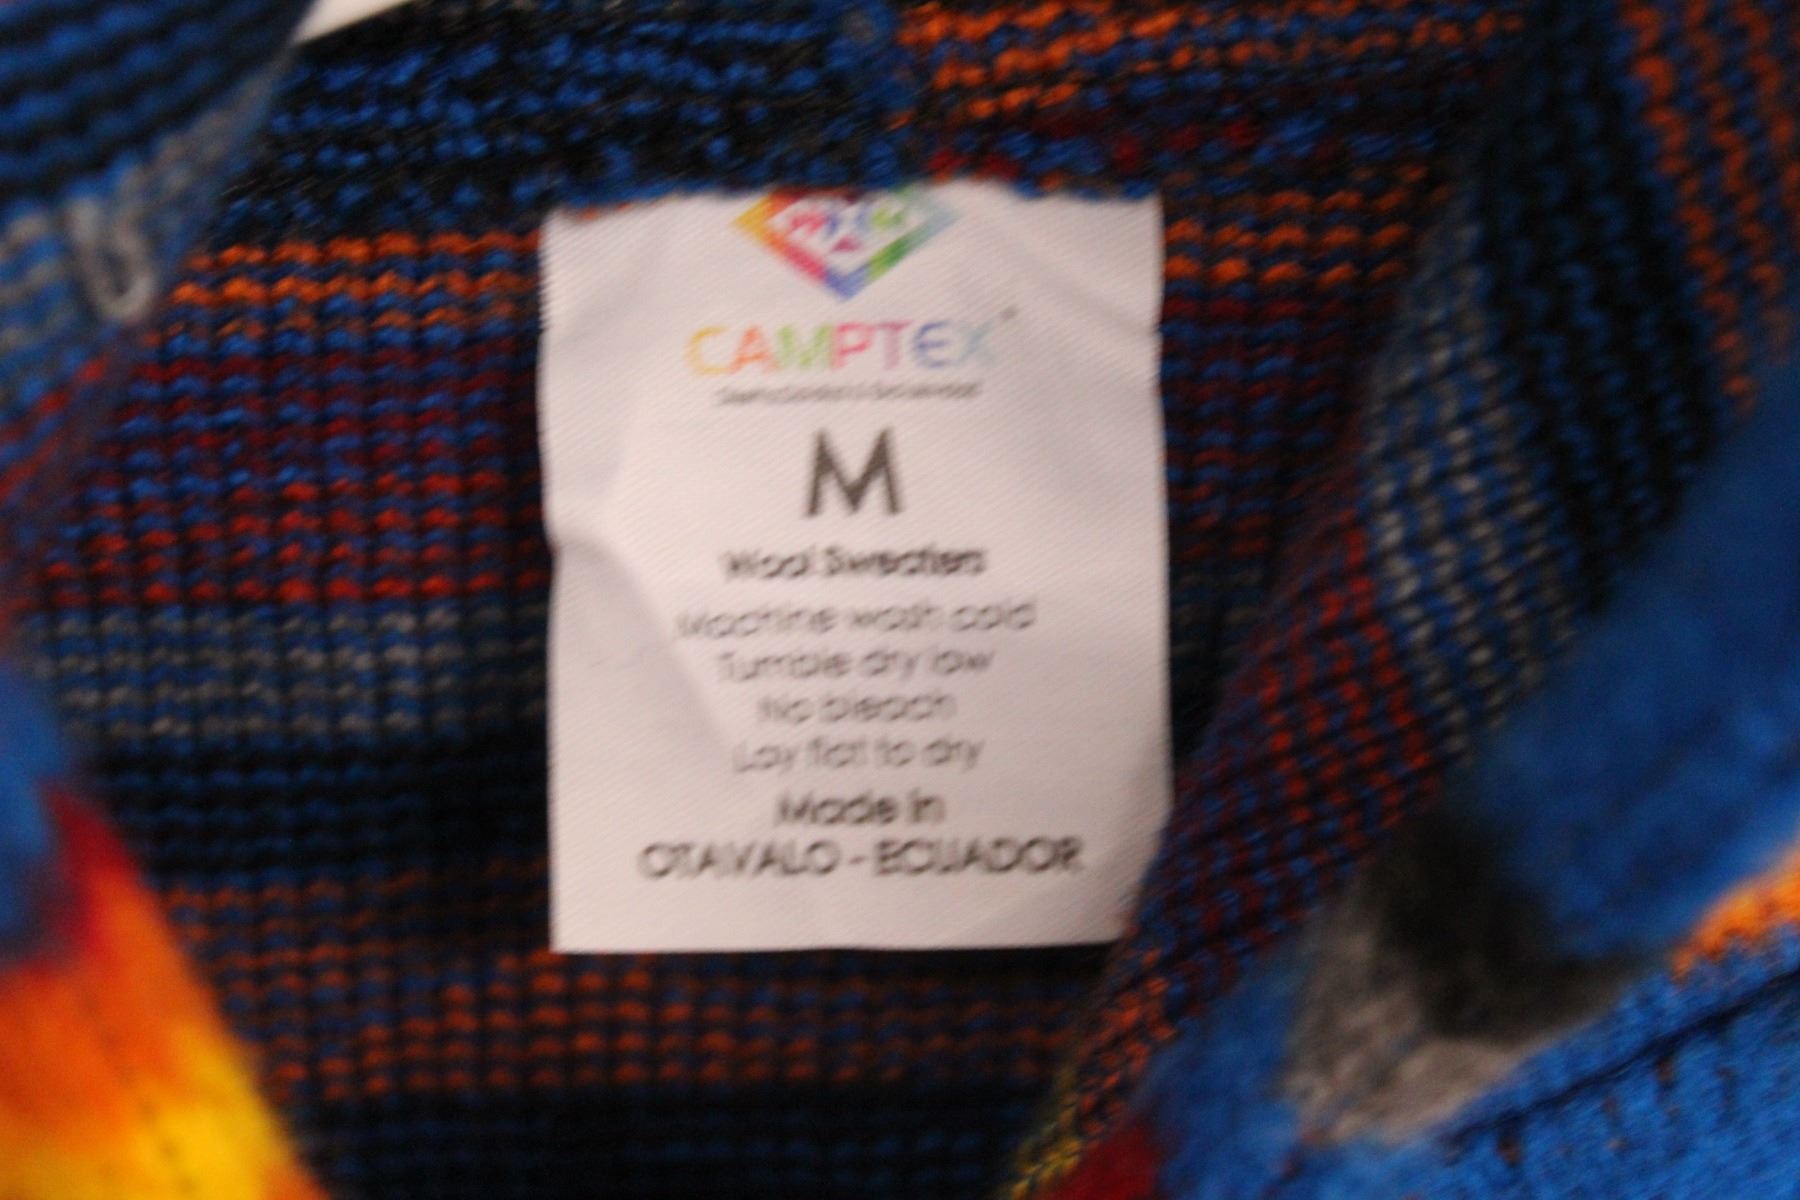 CAMPTEX
M
Wool Sweaters
Machine wash cold
Tumble dry low
No bleach
Lay flat to dry
Made in
OTAVALO - ECUADOR